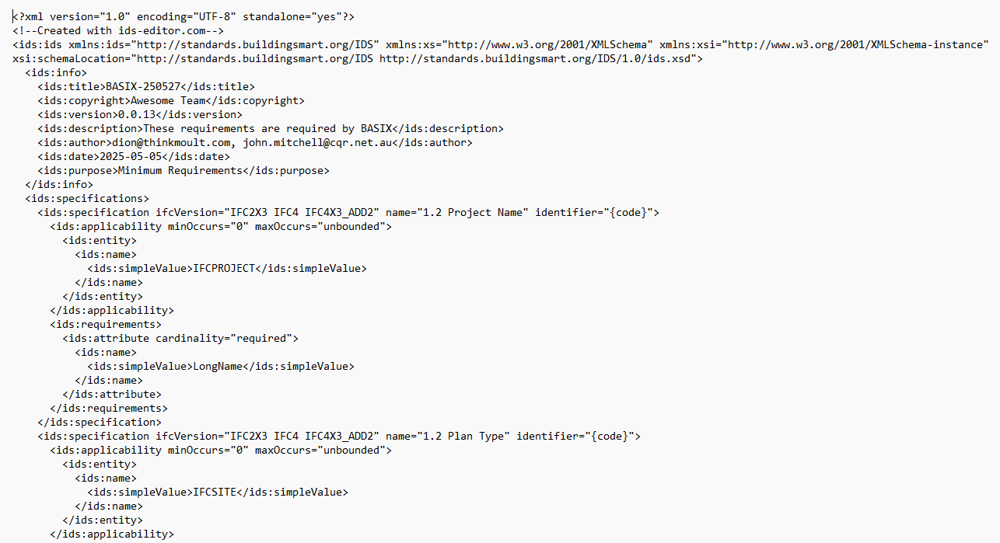 <?xml version="1.0" encoding="UTF-8" standalone="yes"?>
<!--Created with ids-editor.com-->
<ids:ids xmlns:ids="http://standards.buildingsmart.org/IDS" xmlns:xs="http://www.w3.org/2001/XMLSchema" xmlns:xsi="http://www.w3.org/2001/XMLSchema-instance"
xsi:schemaLocation="http://standards.buildingsmart.org/IDS http://standards.buildingsmart.org/IDS/1.0/ids.xsd">
  <ids:info>
    <ids:title>BASIX-250527</ids:title>
    <ids:copyright>Awesome Team</ids:copyright>
    <ids:version>0.0.13</ids:version>
    <ids:description>These requirements are required by BASIX</ids:description>
    <ids:author>dion@thinkmoult.com, john.mitchell@cqr.net.au</ids:author>
    <ids:date>2025-05-05</ids:date>
    <ids:purpose>Minimum Requirements</ids:purpose>
  </ids:info>
  <ids:specifications>
    <ids:specification ifcVersion="IFC2X3 IFC4 IFC4X3_ADD2" name="1.2 Project Name" identifier="{code}">
      <ids:applicability minOccurs="0" maxOccurs="unbounded">
        <ids:entity>
          <ids:name>
            <ids:simpleValue>IFCPROJECT</ids:simpleValue>
          </ids:name>
        </ids:entity>
      </ids:applicability>
      <ids:requirements>
        <ids:attribute cardinality="required">
          <ids:name>
            <ids:simpleValue>LongName</ids:simpleValue>
          </ids:name>
        </ids:attribute>
      </ids:requirements>
    </ids:specification>
    <ids:specification ifcVersion="IFC2X3 IFC4 IFC4X3_ADD2" name="1.2 Plan Type" identifier="{code}">
      <ids:applicability minOccurs="0" maxOccurs="unbounded">
        <ids:entity>
          <ids:name>
            <ids:simpleValue>IFCSITE</ids:simpleValue>
          </ids:name>
        </ids:entity>
      </ids:applicability>